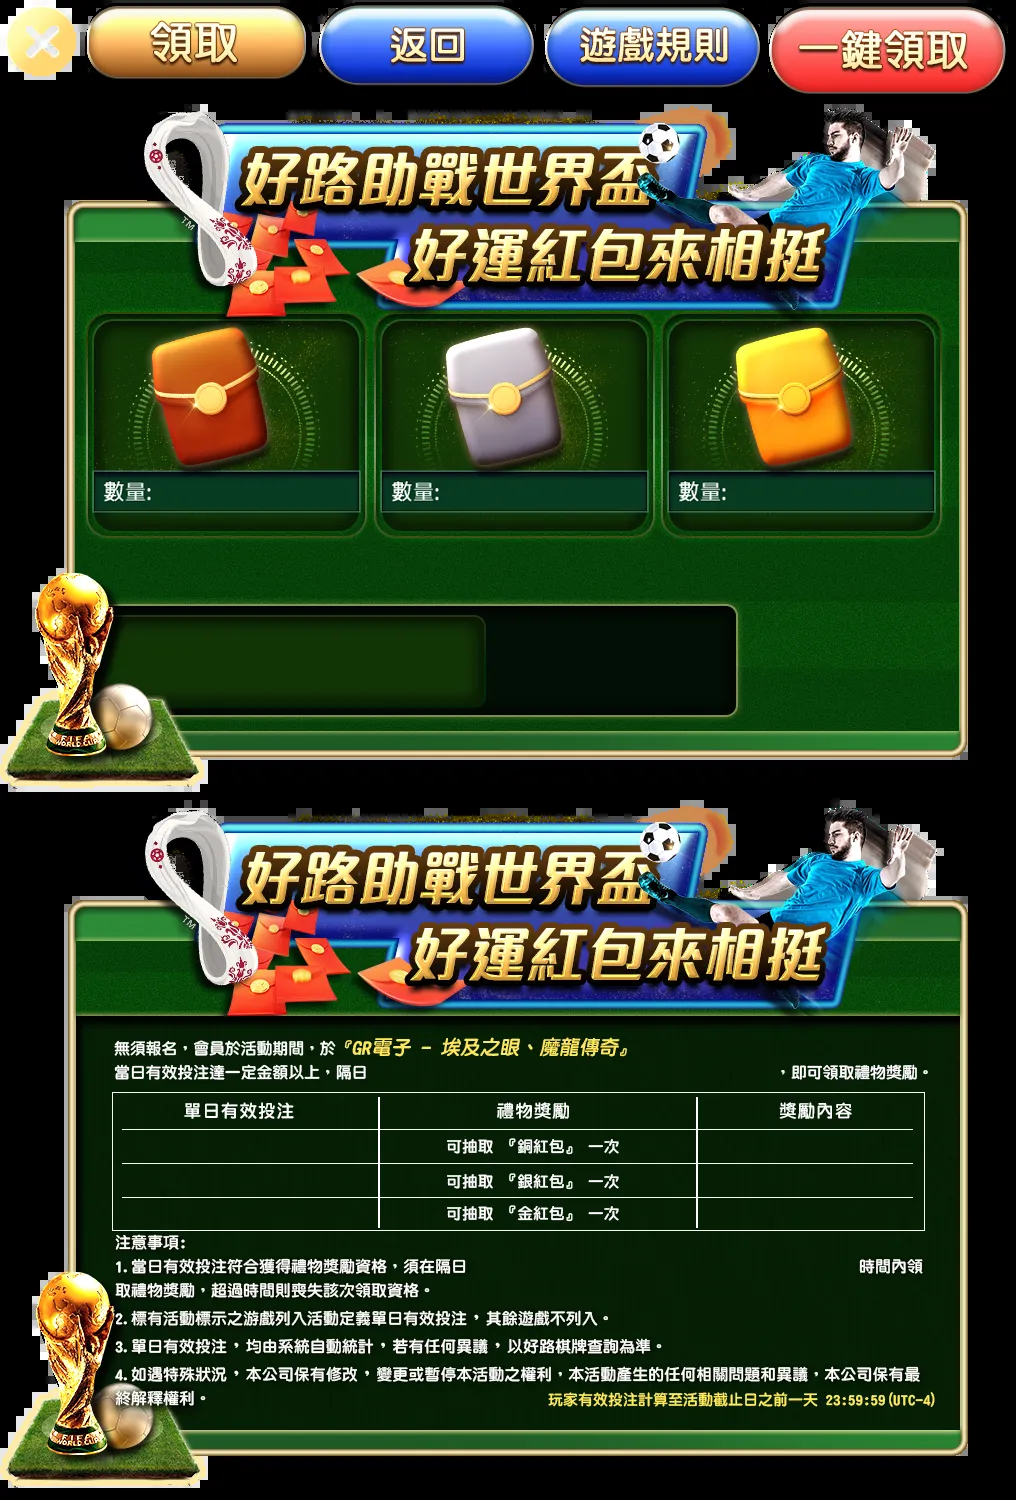 領取
返回
遊戲規則
一鍵領取
好路助戰世界盃
好運紅包來相挺
TM
數量:
數量:
數量:
FIFA
WORLD CUP
好路助戰世界盃
好運紅包來相挺
TM
無須報名，會員於活動期間，於『GR電子 - 埃及之眼、魔龍傳奇』
當日有效投注達一定金額以上，隔日 ，即可領取禮物獎勵。
單日有效投注 禮物獎勵 獎勵內容
可抽取 『銅紅包』 一次
可抽取 『銀紅包』 一次
可抽取 『金紅包』 一次
注意事項:
1. 當日有效投注符合獲得禮物獎勵資格，須在隔日 時間內領
取禮物獎勵，超過時間則喪失該次領取資格。
2. 標有活動標示之游戲列入活動定義單日有效投注，其餘遊戲不列入。
3. 單日有效投注，均由系統自動統計，若有任何異議，以好路棋牌查詢為準。
4. 如遇特殊狀況，本公司保有修改，變更或暫停本活動之權利，本活動產生的任何相關問題和異議，本公司保有最
終解釋權利。
玩家有效投注計算至活動截止日之前一天 23:59:59(UTC-4)
FIFA
WORLD CUP